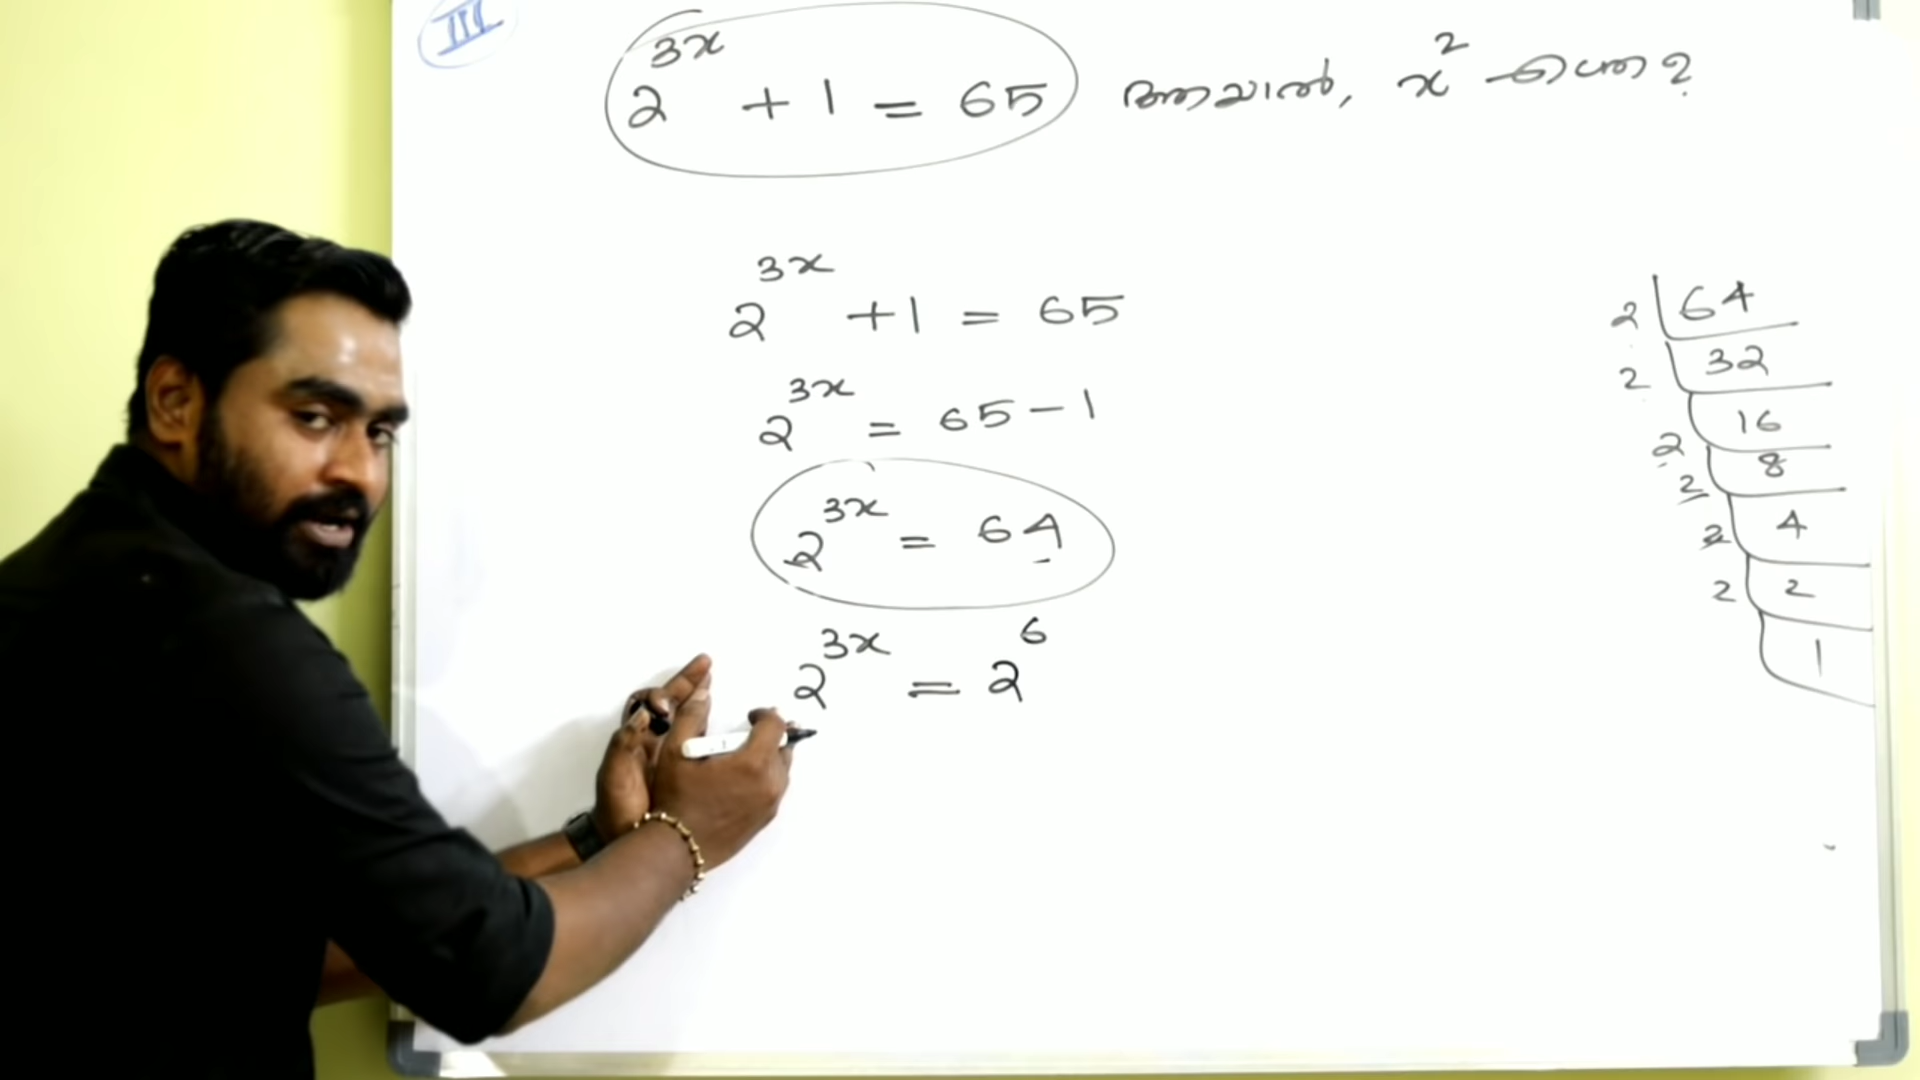 III
2^{3x} + 1 = 65 ആയാൽ, x^2 എത്ര?
2^{3x} + 1 = 65
2^{3x} = 65 - 1
2^{3x} = 64
2^{3x} = 2^6
2 | 64
2 | 32
2 | 16
2 | 8
2 | 4
2 | 2
1